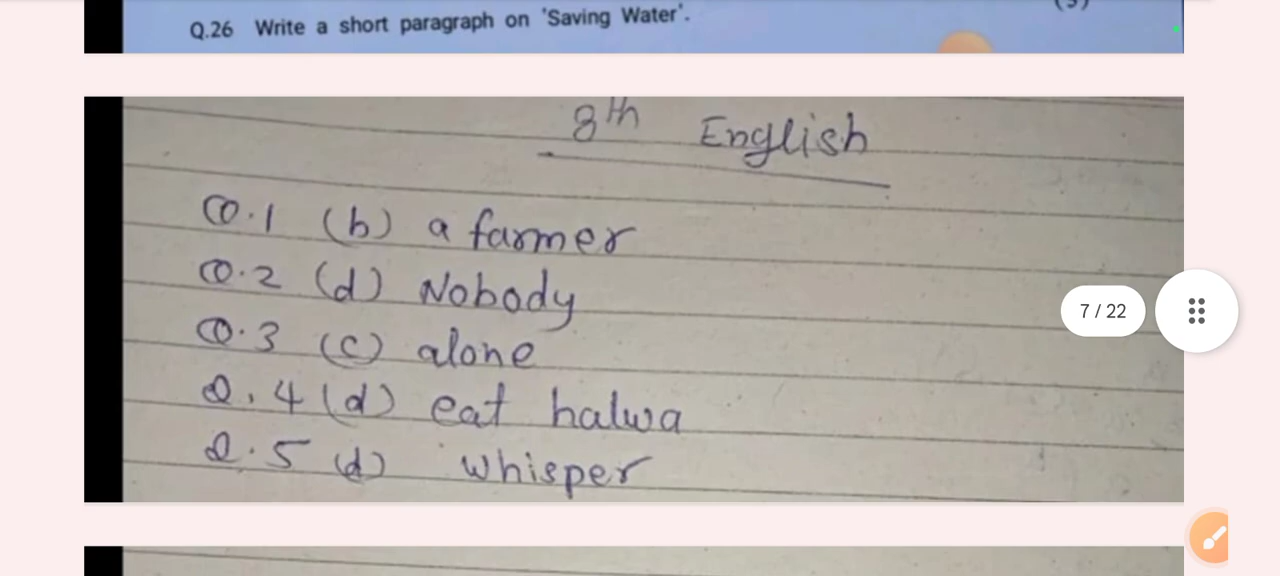 Q.26 Write a short paragraph on 'Saving Water'.
8th English
Q.1 (b) a farmer
Q.2 (d) Nobody
Q.3 (c) alone
Q.4 (d) eat halwa
Q.5 (d) whisper
7 / 22